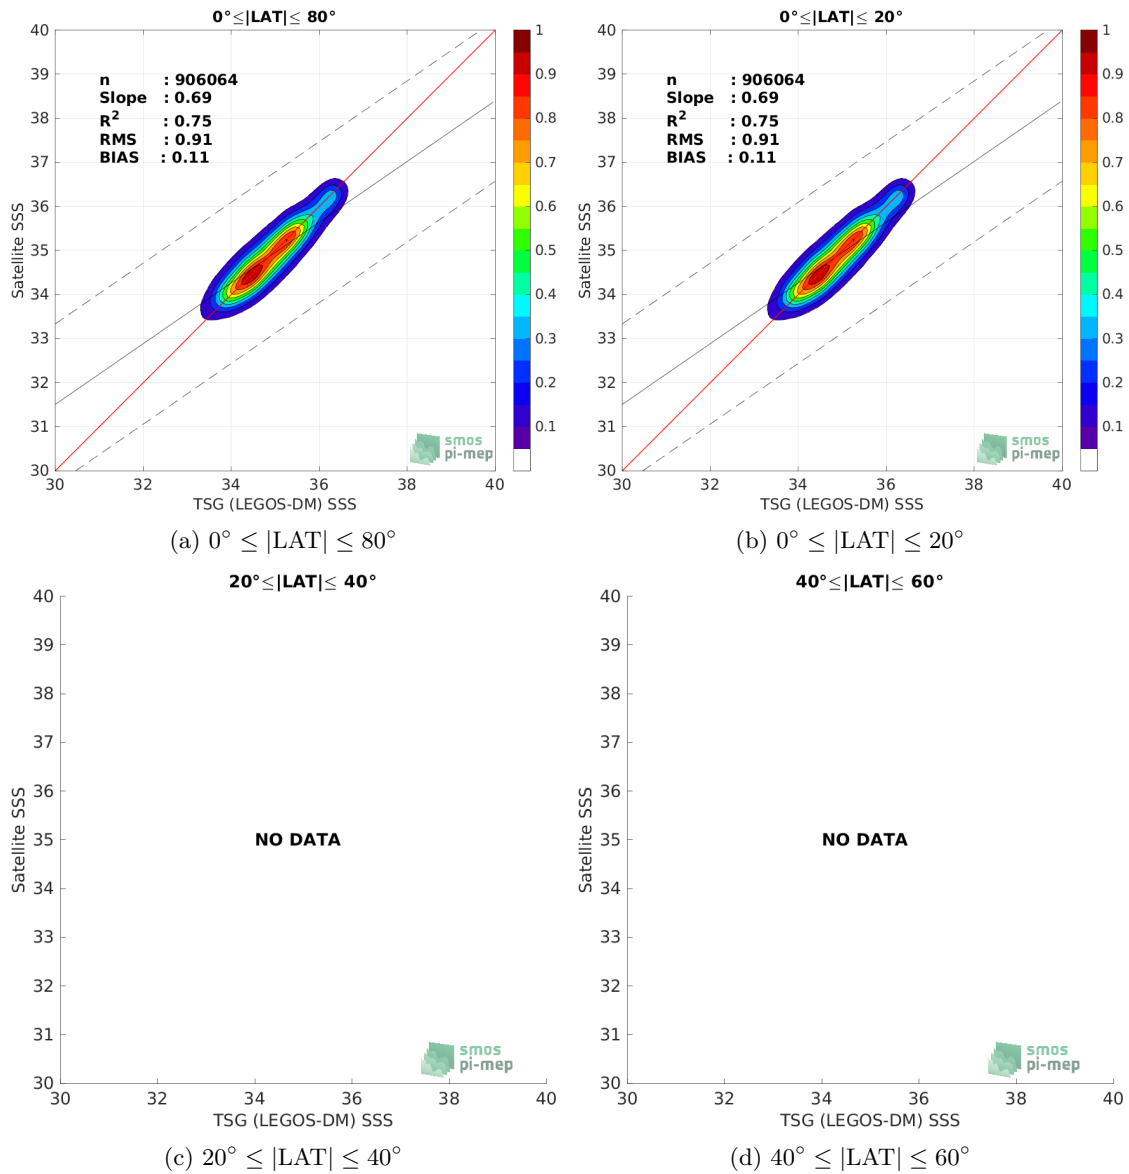 0°≤|LAT|≤ 80°
40
39
38
37
36
35
34
33
32
31
30
30
32
34
36
38
40
Satellite SSS
TSG (LEGOS-DM) SSS
n : 906064
Slope : 0.69
R² : 0.75
RMS : 0.91
BIAS : 0.11
1
0.9
0.8
0.7
0.6
0.5
0.4
0.3
0.2
0.1
smos
pi-mep
(a) 0° ≤ |LAT| ≤ 80°
0°≤|LAT|≤ 20°
40
39
38
37
36
35
34
33
32
31
30
30
32
34
36
38
40
Satellite SSS
TSG (LEGOS-DM) SSS
n : 906064
Slope : 0.69
R² : 0.75
RMS : 0.91
BIAS : 0.11
1
0.9
0.8
0.7
0.6
0.5
0.4
0.3
0.2
0.1
smos
pi-mep
(b) 0° ≤ |LAT| ≤ 20°
20°≤|LAT|≤ 40°
40
39
38
37
36
35
34
33
32
31
30
30
32
34
36
38
40
Satellite SSS
TSG (LEGOS-DM) SSS
NO DATA
smos
pi-mep
(c) 20° ≤ |LAT| ≤ 40°
40°≤|LAT|≤ 60°
40
39
38
37
36
35
34
33
32
31
30
30
32
34
36
38
40
Satellite SSS
TSG (LEGOS-DM) SSS
NO DATA
smos
pi-mep
(d) 40° ≤ |LAT| ≤ 60°